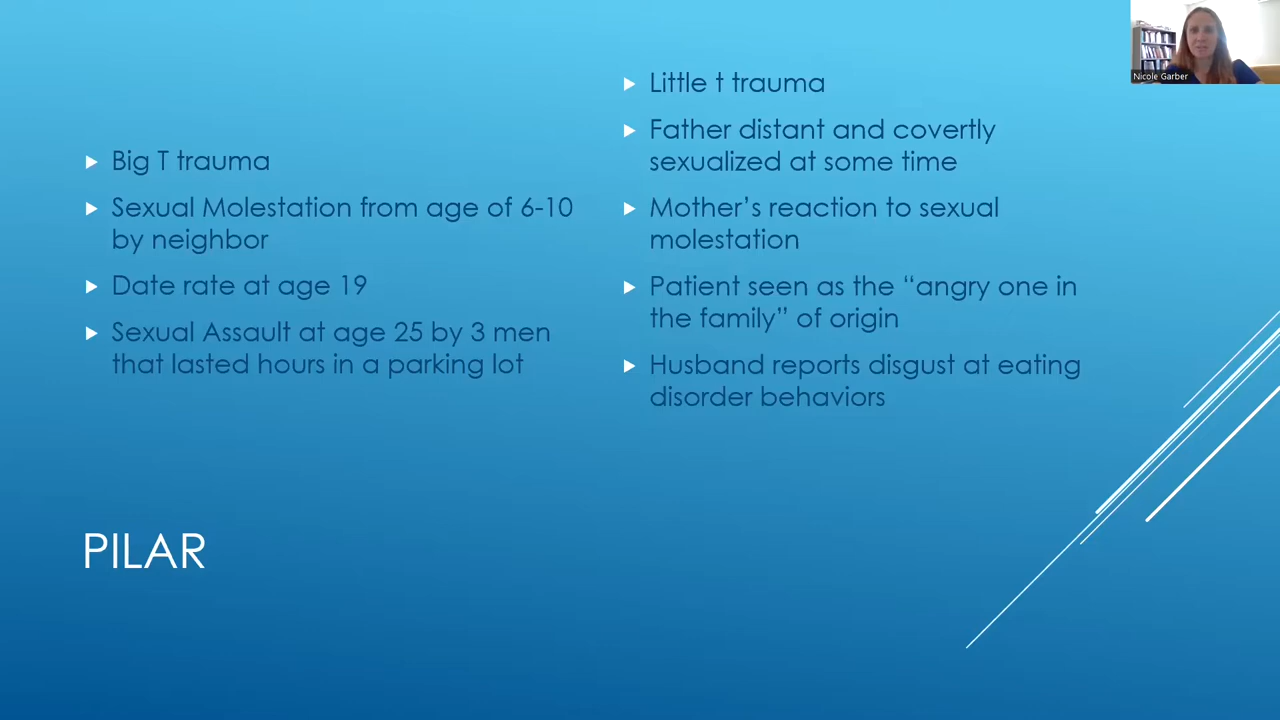 Big T trauma
Sexual Molestation from age of 6-10
by neighbor
Date rate at age 19
Sexual Assault at age 25 by 3 men
that lasted hours in a parking lot
Little t trauma
Father distant and covertly
sexualized at some time
Mother’s reaction to sexual
molestation
Patient seen as the “angry one in
the family” of origin
Husband reports disgust at eating
disorder behaviors
PILAR
Nicole Garber